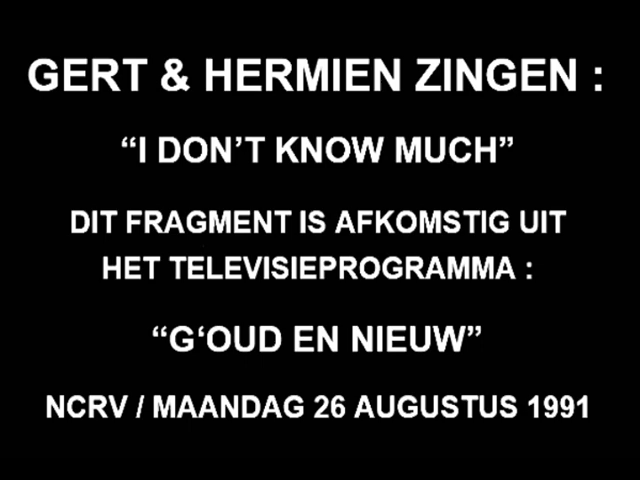 GERT & HERMIEN ZINGEN :
“I DON’T KNOW MUCH”
DIT FRAGMENT IS AFKOMSTIG UIT
HET TELEVISIEPROGRAMMA :
“G‘OUD EN NIEUW”
NCRV / MAANDAG 26 AUGUSTUS 1991